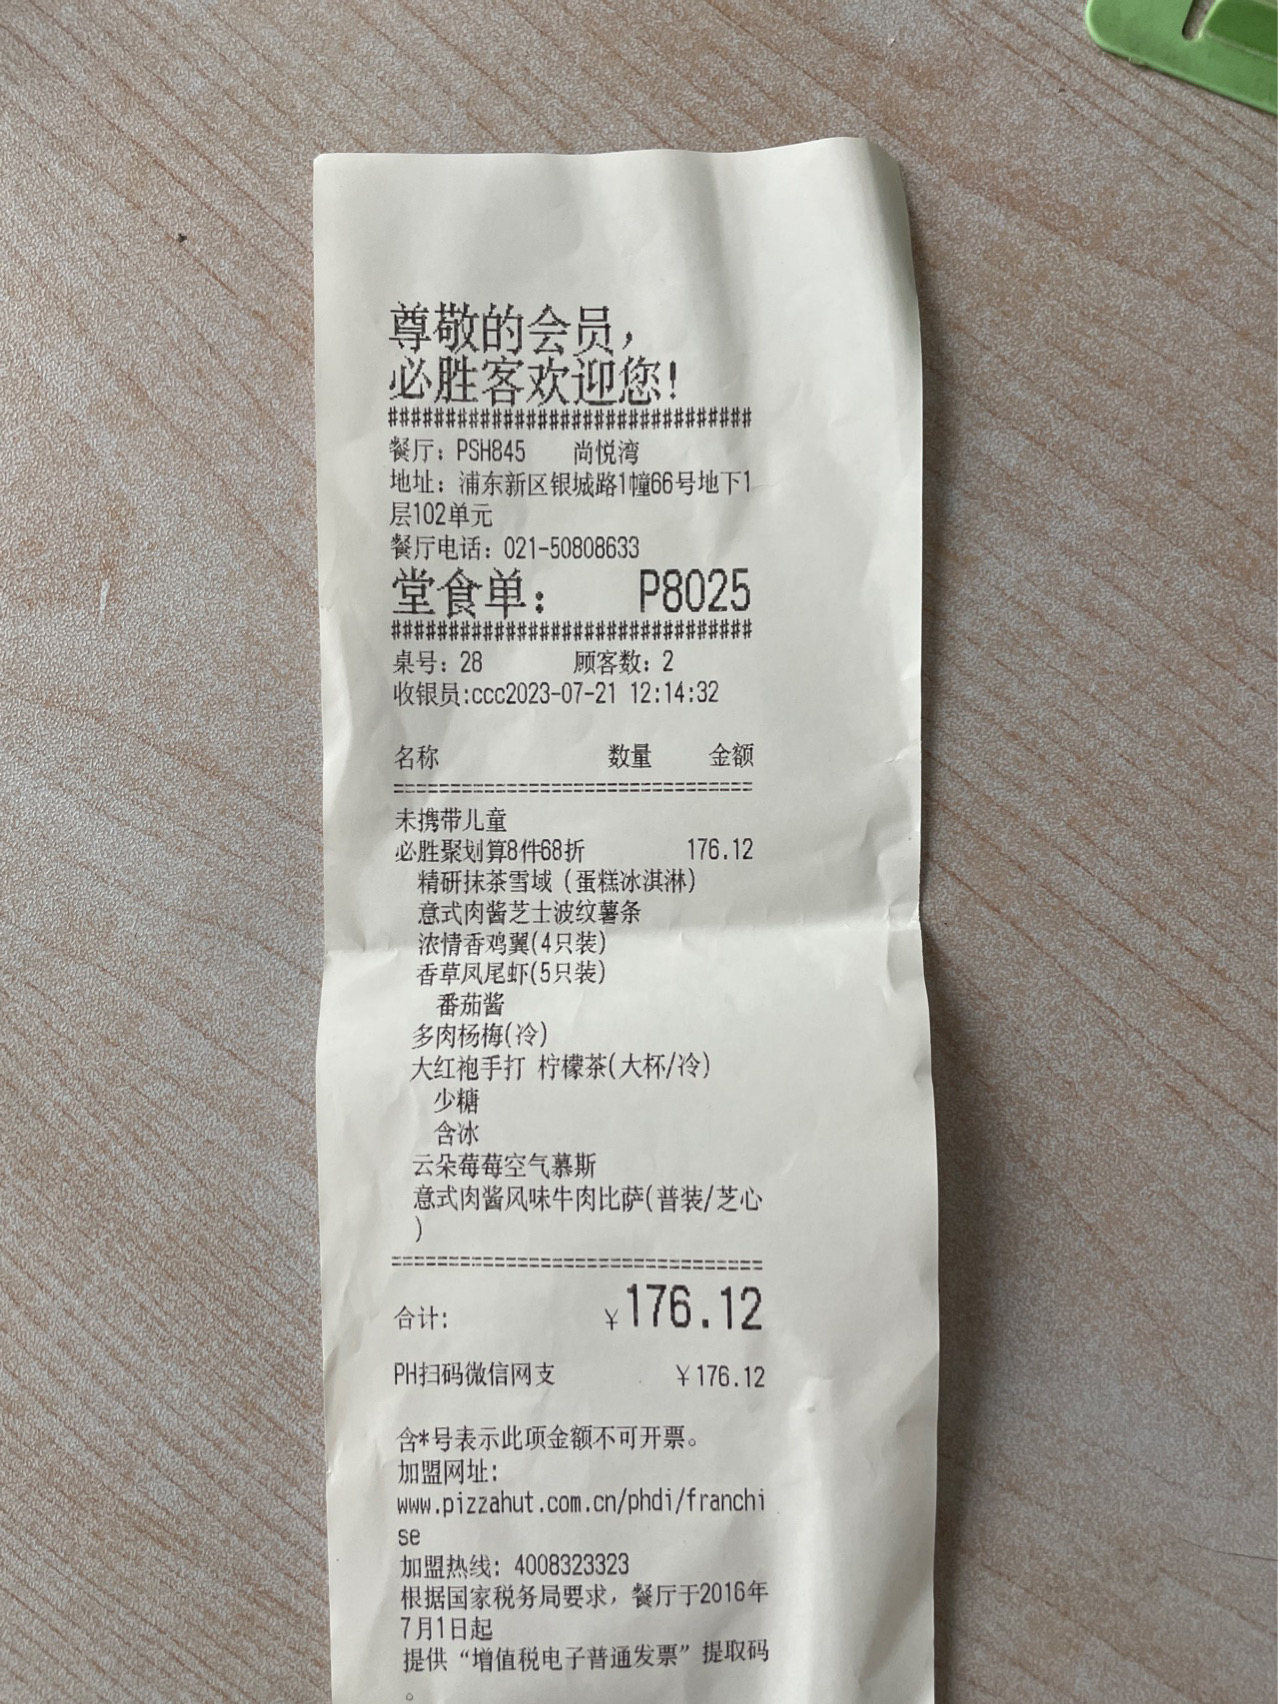 尊敬的会员，
必胜客欢迎您！
################################
餐厅：PSH845 尚悦湾
地址：浦东新区银城路1幢66号地下1
层102单元
餐厅电话：021-50808633
堂食单： P8025
################################
桌号：28 顾客数：2
收银员:ccc2023-07-21 12:14:32
名称 数量 金额
================================
未携带儿童
必胜聚划算8件68折 176.12
精研抹茶雪域（蛋糕冰淇淋）
意式肉酱芝士波纹薯条
浓情香鸡翼(4只装)
香草凤尾虾(5只装)
番茄酱
多肉杨梅(冷)
大红袍手打 柠檬茶(大杯/冷)
少糖
含冰
云朵莓莓空气慕斯
意式肉酱风味牛肉比萨(普装/芝心
)
================================
合计: ￥176.12
PH扫码微信网支 ￥176.12
含*号表示此项金额不可开票。
加盟网址:
www.pizzahut.com.cn/phdi/franchi
se
加盟热线: 4008323323
根据国家税务局要求，餐厅于2016年
7月1日起
提供“增值税电子普通发票”提取码
。